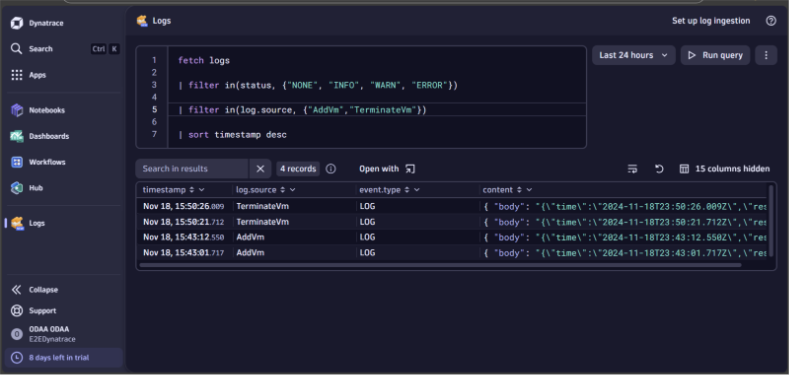 Dynatrace
Search Ctrl K
Apps
Notebooks
Dashboards
Workflows
Hub
Logs
Collapse
Support
ODAA ODAA
E2EDynatrace
8 days left in trial
Logs
Set up log ingestion
1 fetch logs
2
3 | filter in(status, {"NONE", "INFO", "WARN", "ERROR"})
4
5 | filter in(log.source, {"AddVm","TerminateVm"})
6
7 | sort timestamp desc
Last 24 hours
Run query
Search in results
4 records
Open with
15 columns hidden
timestamp log.source event.type content
Nov 18, 15:50:26.009 TerminateVm LOG { "body": "{\"time\":\"2024-11-18T23:50:26.009Z\",\"res
Nov 18, 15:50:21.712 TerminateVm LOG { "body": "{\"time\":\"2024-11-18T23:50:21.712Z\",\"res
Nov 18, 15:43:12.550 AddVm LOG { "body": "{\"time\":\"2024-11-18T23:43:12.550Z\",\"res
Nov 18, 15:43:01.717 AddVm LOG { "body": "{\"time\":\"2024-11-18T23:43:01.717Z\",\"res